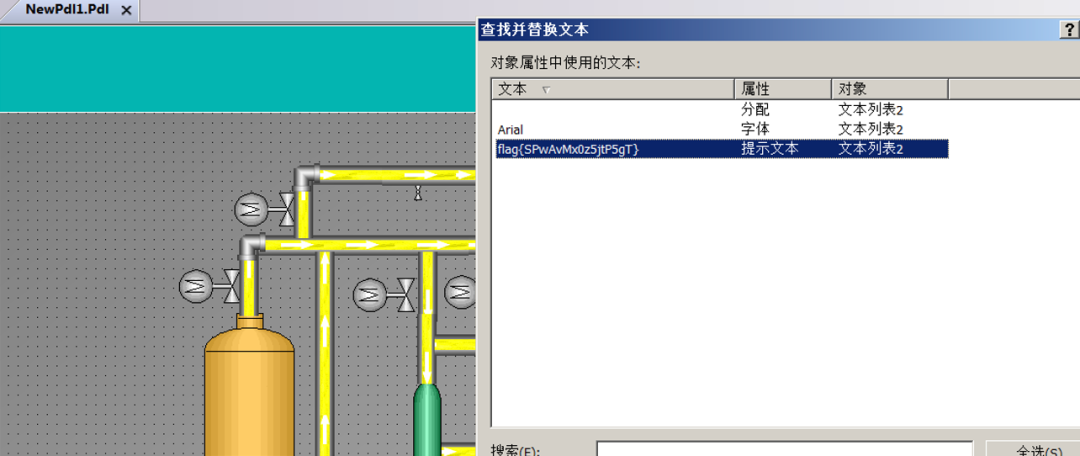 NewPdl1.Pdl
查找并替换文本
对象属性中使用的文本:
文本 属性 对象
分配 文本列表2
Arial 字体 文本列表2
flag{SPwAvMx0z5jtP5gT} 提示文本 文本列表2
搜索(F): 全选(S)